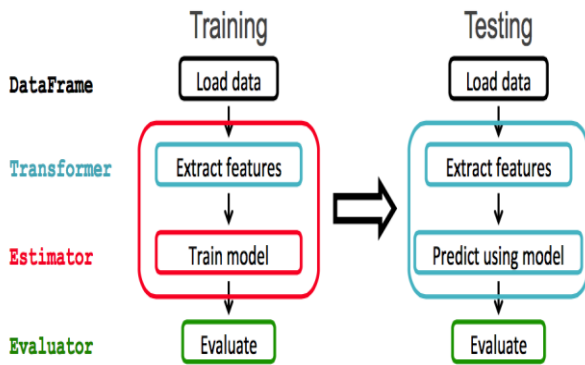 Training Testing
DataFrame Load data Load data
Transformer Extract features Extract features
Estimator Train model Predict using model
Evaluator Evaluate Evaluate